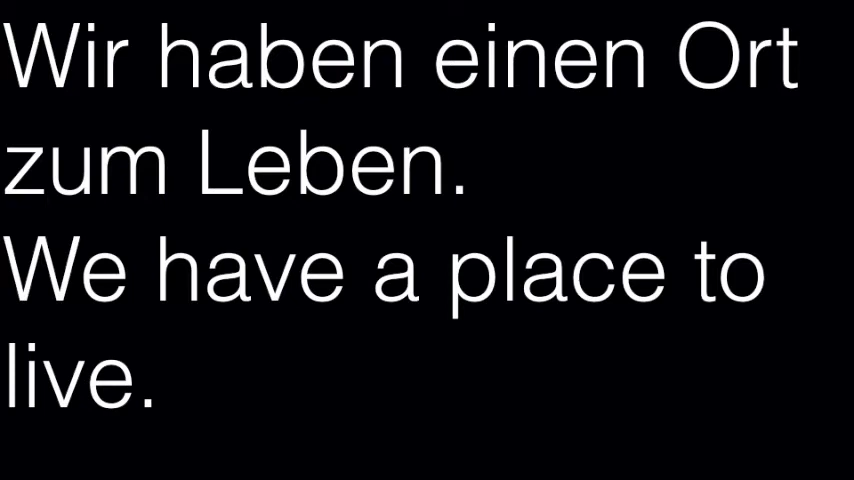 Wir haben einen Ort
zum Leben.
We have a place to
live.